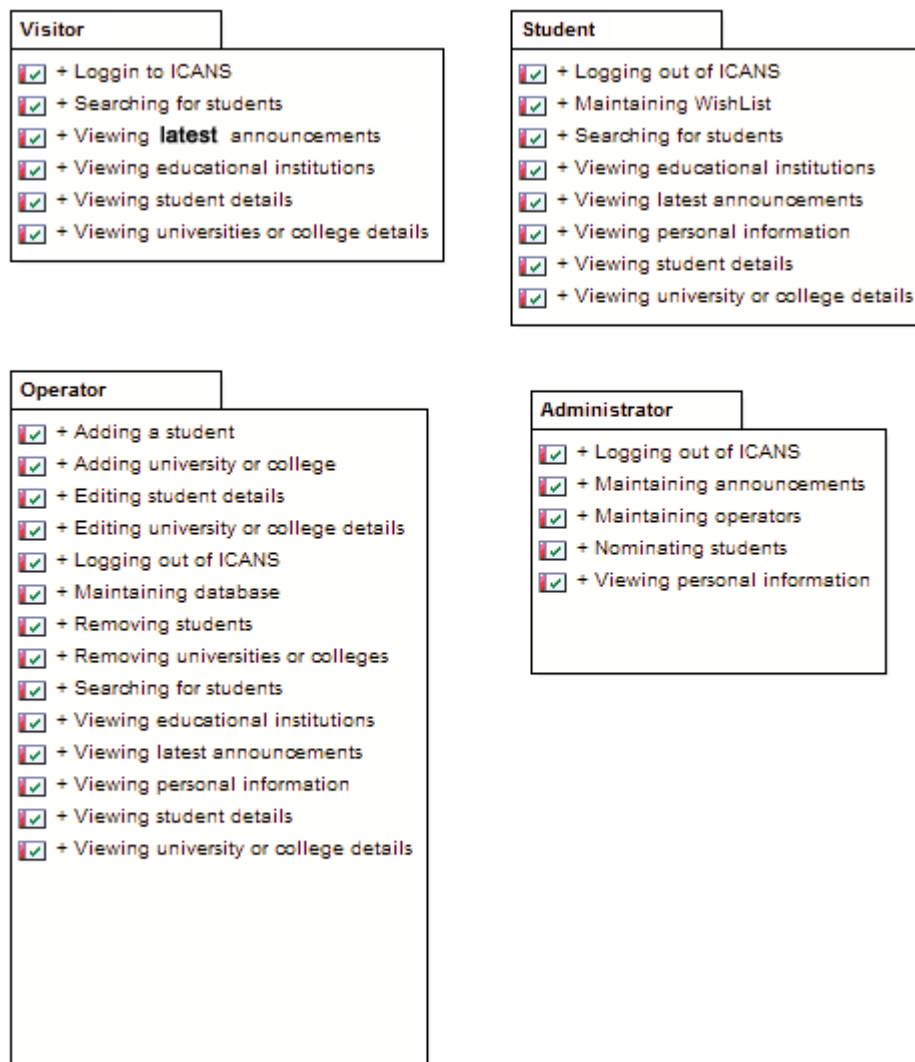 Visitor
+ Loggin to ICANS
+ Searching for students
+ Viewing latest announcements
+ Viewing educational institutions
+ Viewing student details
+ Viewing universities or college details
Student
+ Logging out of ICANS
+ Maintaining WishList
+ Searching for students
+ Viewing educational institutions
+ Viewing latest announcements
+ Viewing personal information
+ Viewing student details
+ Viewing university or college details
Operator
+ Adding a student
+ Adding university or college
+ Editing student details
+ Editing university or college details
+ Logging out of ICANS
+ Maintaining database
+ Removing students
+ Removing universities or colleges
+ Searching for students
+ Viewing educational institutions
+ Viewing latest announcements
+ Viewing personal information
+ Viewing student details
+ Viewing university or college details
Administrator
+ Logging out of ICANS
+ Maintaining announcements
+ Maintaining operators
+ Nominating students
+ Viewing personal information